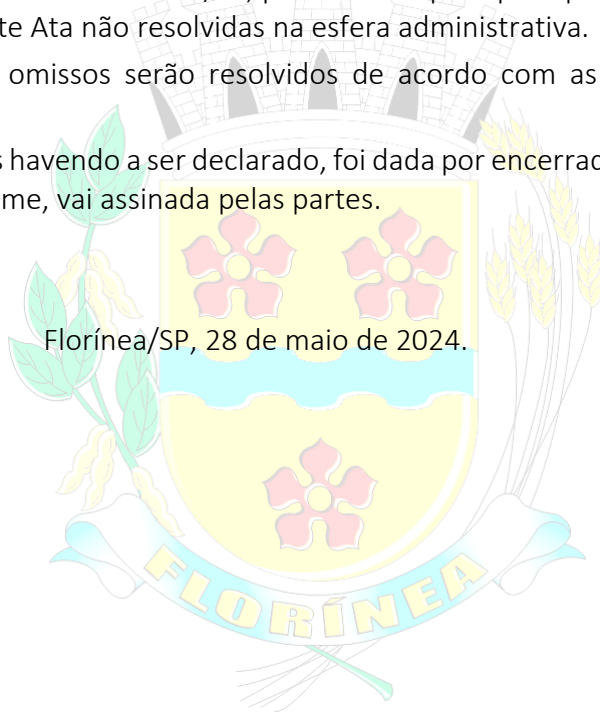 te Ata não resolvidas na esfera administrativa.
omissos serão resolvidos de acordo com as
havendo a ser declarado, foi dada por
me, vai assinada pelas partes.
Florínea/SP, 28 de maio de 2024.
FLORÍNEA